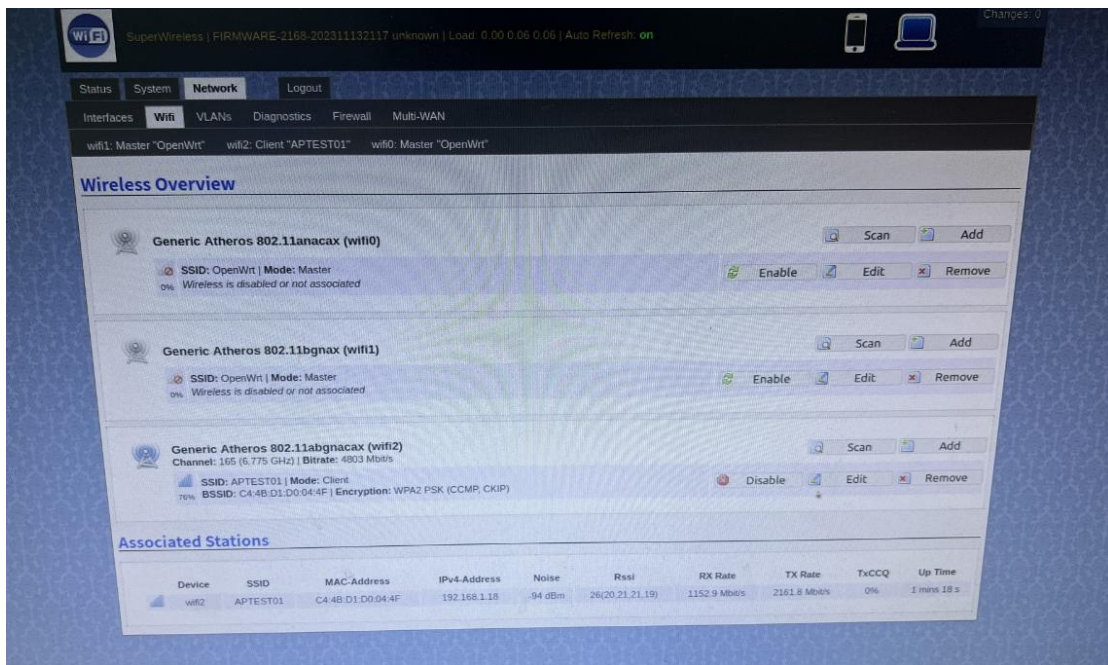 Changes: 0
WiFi
SuperWireless | FIRMWARE-2168-202311132117 unknown | Load: 0.00 0.06 0.06 | Auto Refresh: on
Status System Network Logout
Interfaces Wifi VLANs Diagnostics Firewall Multi-WAN
wifi1: Master "OpenWrt" wifi2: Client "APTEST01" wifi0: Master "OpenWrt"
Wireless Overview
Generic Atheros 802.11anacax (wifi0) Scan Add
SSID: OpenWrt | Mode: Master Enable Edit Remove
0% Wireless is disabled or not associated
Generic Atheros 802.11bgnax (wifi1) Scan Add
SSID: OpenWrt | Mode: Master Enable Edit Remove
0% Wireless is disabled or not associated
Generic Atheros 802.11abgnacax (wifi2) Scan Add
Channel: 165 (6.775 GHz) | Bitrate: 4803 Mbit/s
SSID: APTEST01 | Mode: Client Disable Edit Remove
76% BSSID: C4:4B:D1:D0:04:4F | Encryption: WPA2 PSK (CCMP, CKIP)
Associated Stations
Device SSID MAC-Address IPv4-Address Noise Rssi RX Rate TX Rate TxCCQ Up Time
wifi2 APTEST01 C4:4B:D1:D0:04:4F 192.168.1.18 -94 dBm 26(20,21,21,19) 1152.9 Mbit/s 2161.8 Mbit/s 0% 1 mins 18 s